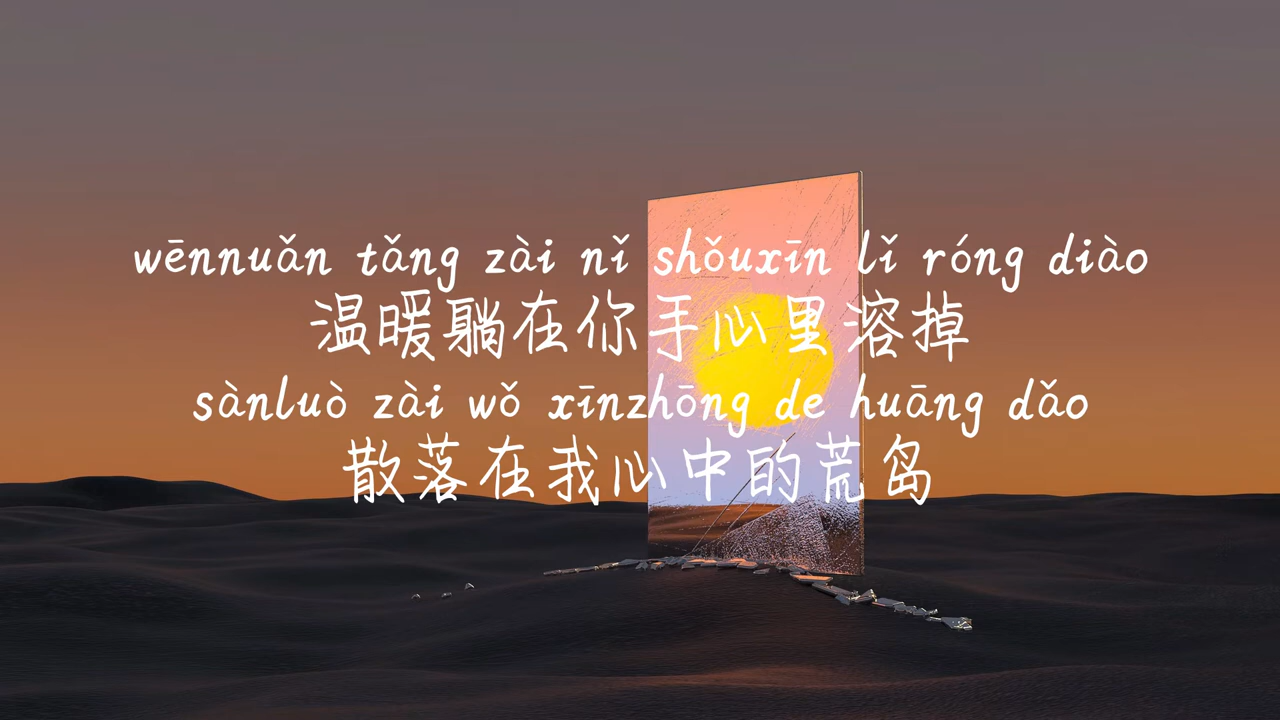 wēnnuǎn tǎng zài nǐ shǒuxīn lǐ róng diào
温暖躺在你手心里溶掉
sànluò zài wǒ xīnzhōng de huāng dǎo
散落在我心中的荒岛